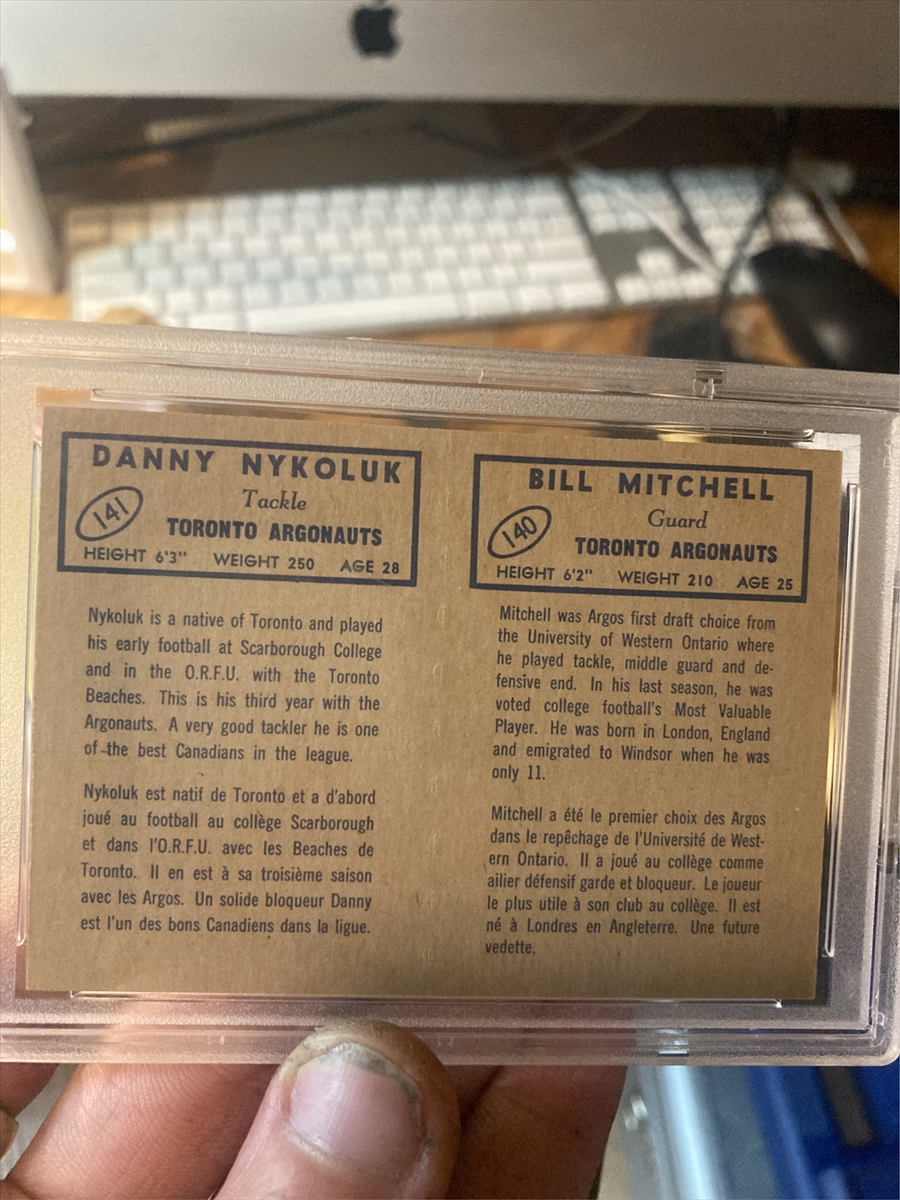 DANNY NYKOLUK
141
Tackle
TORONTO ARGONAUTS
HEIGHT 6'3" WEIGHT 250 AGE 28
Nykoluk is a native of Toronto and played
his early football at Scarborough College
and in the O.R.F.U. with the Toronto
Beaches. This is his third year with the
Argonauts. A very good tackler he is one
of the best Canadians in the league.
Nykoluk est natif de Toronto et a d'abord
joué au football au collège Scarborough
et dans l'O.R.F.U. avec les Beaches de
Toronto. Il en est à sa troisième saison
avec les Argos. Un solide bloqueur Danny
est l'un des bons Canadiens dans la ligue.
BILL MITCHELL
140
Guard
TORONTO ARGONAUTS
HEIGHT 6'2" WEIGHT 210 AGE 25
Mitchell was Argos first draft choice from
the University of Western Ontario where
he played tackle, middle guard and de-
fensive end. In his last season, he was
voted college football's Most Valuable
Player. He was born in London, England
and emigrated to Windsor when he was
only 11.
Mitchell a été le premier choix des Argos
dans le repêchage de l'Université de West-
ern Ontario. Il a joué au collège comme
ailier défensif garde et bloqueur. Le joueur
le plus utile à son club au collège. Il est
né à Londres en Angleterre. Une future
vedette.